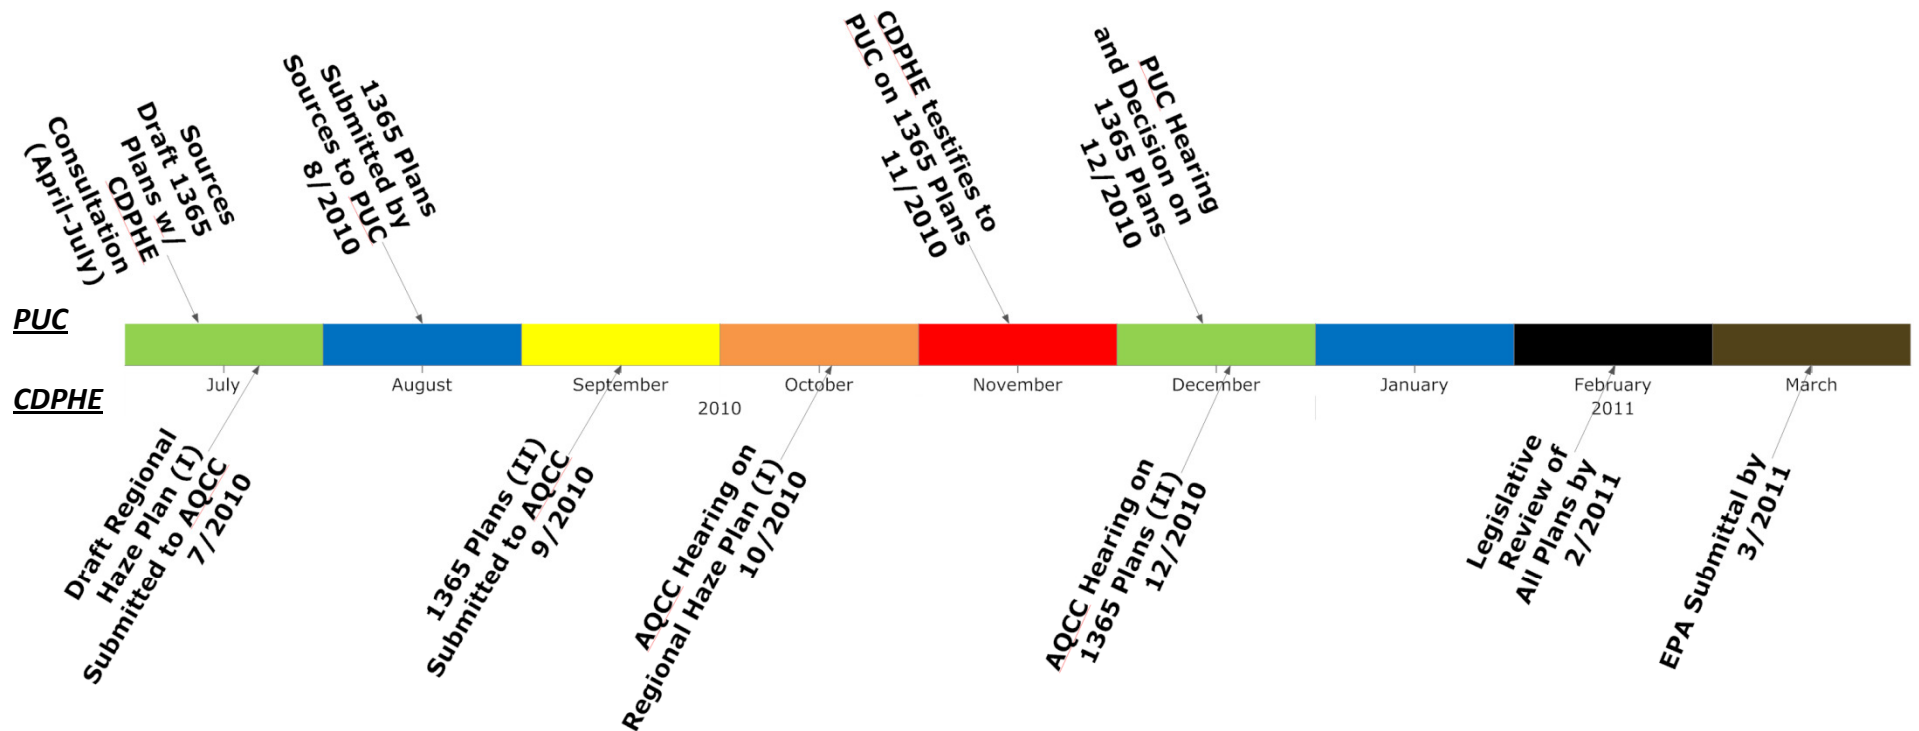 Sources
Draft 1365
Plans w/
CDPHE
Consultation
(April-July)
1365 Plans
Submitted by
Sources to PUC
8/2010
CDPHE testifies to
PUC on 1365 Plans
11/2010
PUC Hearing
and Decision on
1365 Plans
12/2010
PUC
CDPHE
July
August
September
October
November
December
January
February
March
2010
2011
Draft Regional
Haze Plan (I)
Submitted to AQCC
7/2010
1365 Plans (II)
Submitted to AQCC
9/2010
AQCC Hearing on
Regional Haze Plan (I)
10/2010
AQCC Hearing on
1365 Plans (II)
12/2010
Legislative
Review of
All Plans by
2/2011
EPA Submittal by
3/2011